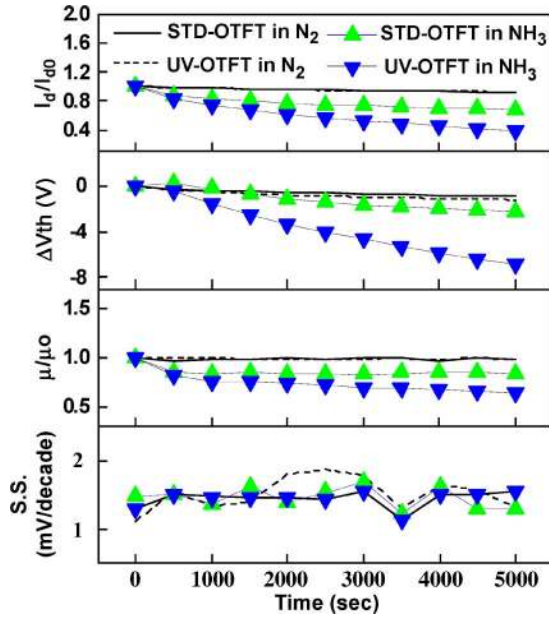 2.0
1.6
1.2
0.8
0.4
I_d/I_d0
STD-OTFT in N₂
STD-OTFT in NH₃
UV-OTFT in N₂
UV-OTFT in NH₃
0
-4
-8
ΔVth (V)
1.5
1.0
0.5
μ/μo
2
1
S.S.
(mV/decade)
0 1000 2000 3000 4000 5000
Time (sec)